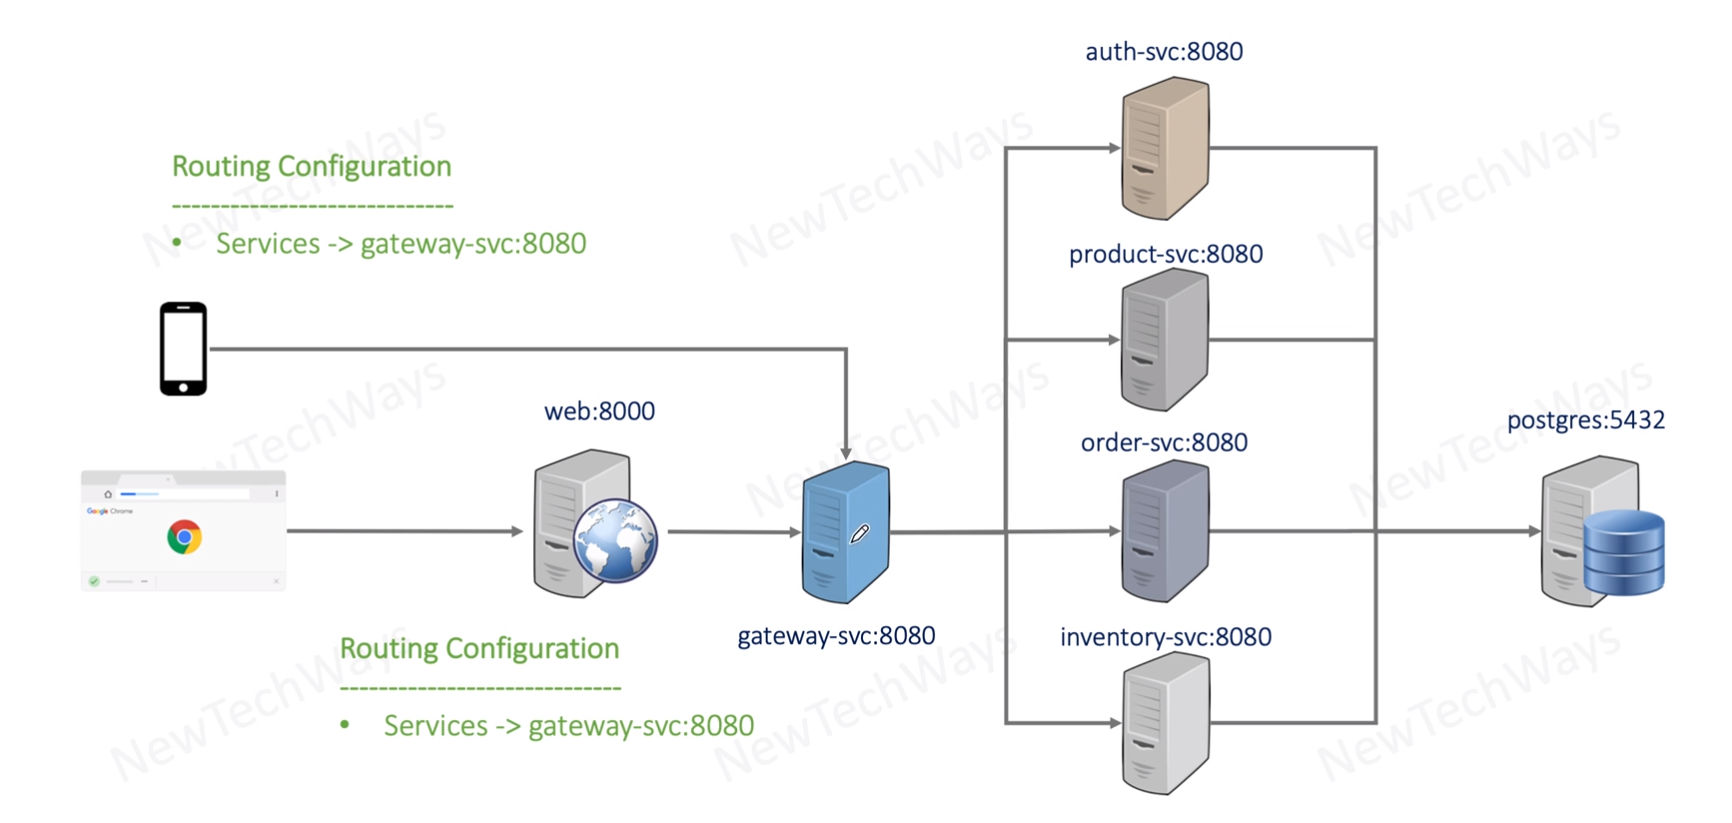 auth-svc:8080
Routing Configuration
-----------------------------
• Services -> gateway-svc:8080
product-svc:8080
web:8000
order-svc:8080
postgres:5432
Google Chrome
gateway-svc:8080
inventory-svc:8080
Routing Configuration
-----------------------------
• Services -> gateway-svc:8080
NewTechWays
NewTechWays
NewTechWays
NewTechWays
NewTechWays
NewTechWays
NewTechWays
NewTechWays
NewTechWays